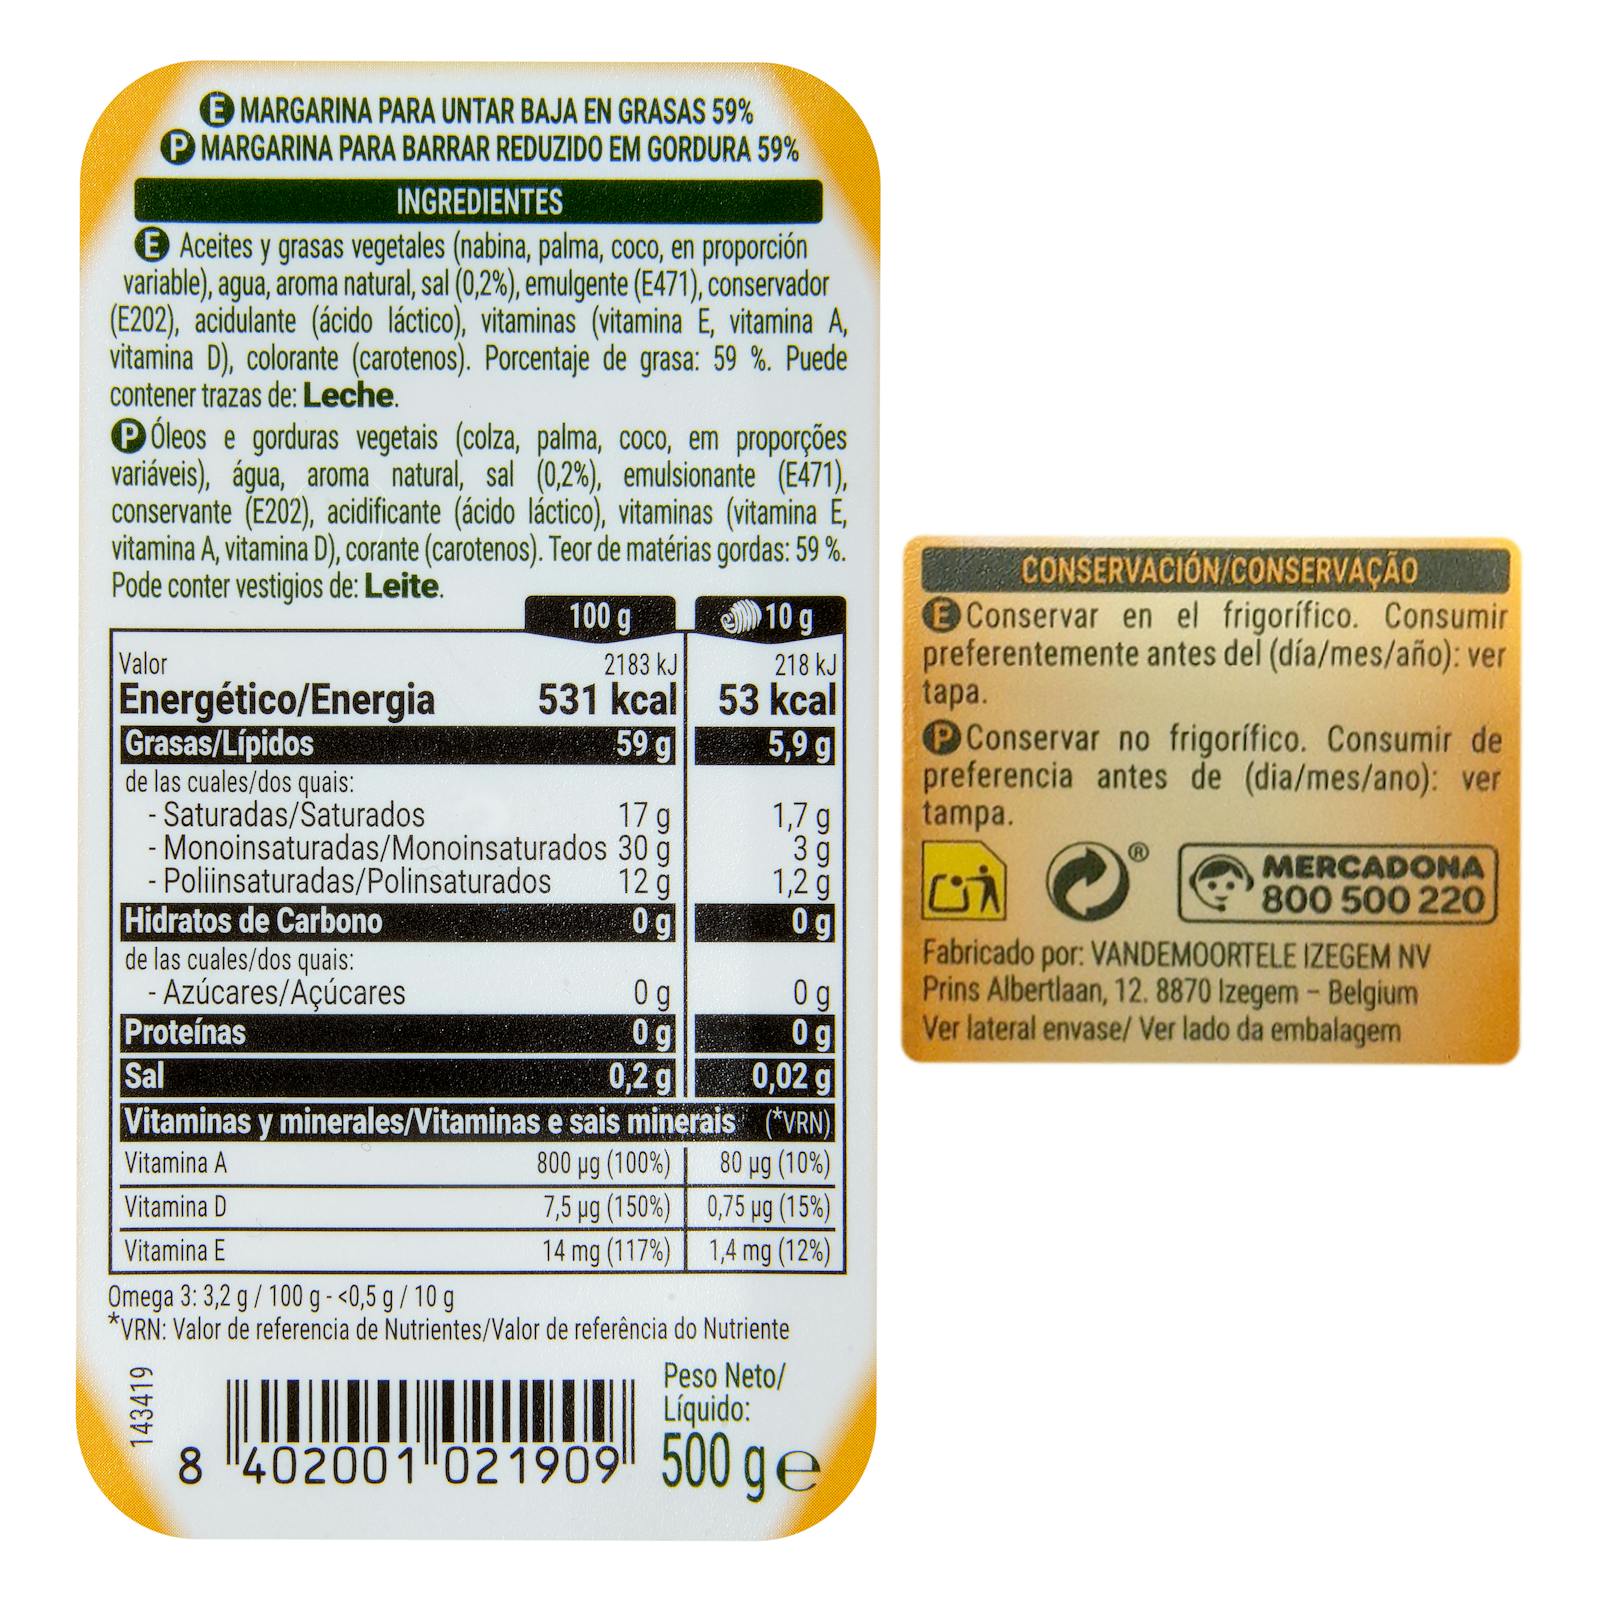 E MARGARINA PARA UNTAR BAJA EN GRASAS 59%
P MARGARINA PARA BARRAR REDUZIDO EM GORDURA 59%
INGREDIENTES
E Aceites y grasas vegetales (nabina, palma, coco, en proporción
variable), agua, aroma natural, sal (0,2%), emulgente (E471), conservador
(E202), acidulante (ácido láctico), vitaminas (vitamina E, vitamina A,
vitamina D), colorante (carotenos). Porcentaje de grasa: 59 %. Puede
contener trazas de: Leche.
P Óleos e gorduras vegetais (colza, palma, coco, em proporções
variáveis), água, aroma natural, sal (0,2%), emulsionante (E471),
conservante (E202), acidificante (ácido láctico), vitaminas (vitamina E,
vitamina A, vitamina D), corante (carotenos). Teor de matérias gordas: 59 %.
Pode conter vestigios de: Leite.
100 g 10 g
Valor 2183 kJ 218 kJ
Energético/Energia 531 kcal 53 kcal
Grasas/Lípidos 59 g 5,9 g
de las cuales/dos quais:
- Saturadas/Saturados 17 g 1,7 g
- Monoinsaturadas/Monoinsaturados 30 g 3 g
- Poliinsaturadas/Polinsaturados 12 g 1,2 g
Hidratos de Carbono 0 g 0 g
de las cuales/dos quais:
- Azúcares/Açúcares 0 g 0 g
Proteínas 0 g 0 g
Sal 0,2 g 0,02 g
Vitaminas y minerales/Vitaminas e sais minerais (*VRN)
Vitamina A 800 µg (100%) 80 µg (10%)
Vitamina D 7,5 µg (150%) 0,75 µg (15%)
Vitamina E 14 mg (117%) 1,4 mg (12%)
Omega 3: 3,2 g / 100 g - <0,5 g / 10 g
*VRN: Valor de referencia de Nutrientes/Valor de referência do Nutriente
143419
8 402001 021909
Peso Neto/
Líquido:
500 g e
CONSERVACIÓN/CONSERVAÇÃO
E Conservar en el frigorífico. Consumir
preferentemente antes del (día/mes/año): ver
tapa.
P Conservar no frigorífico. Consumir de
preferencia antes de (dia/mes/ano): ver
tampa.
®
MERCADONA
800 500 220
Fabricado por: VANDEMOORTELE IZEGEM NV
Prins Albertlaan, 12. 8870 Izegem – Belgium
Ver lateral envase/ Ver lado da embalagem